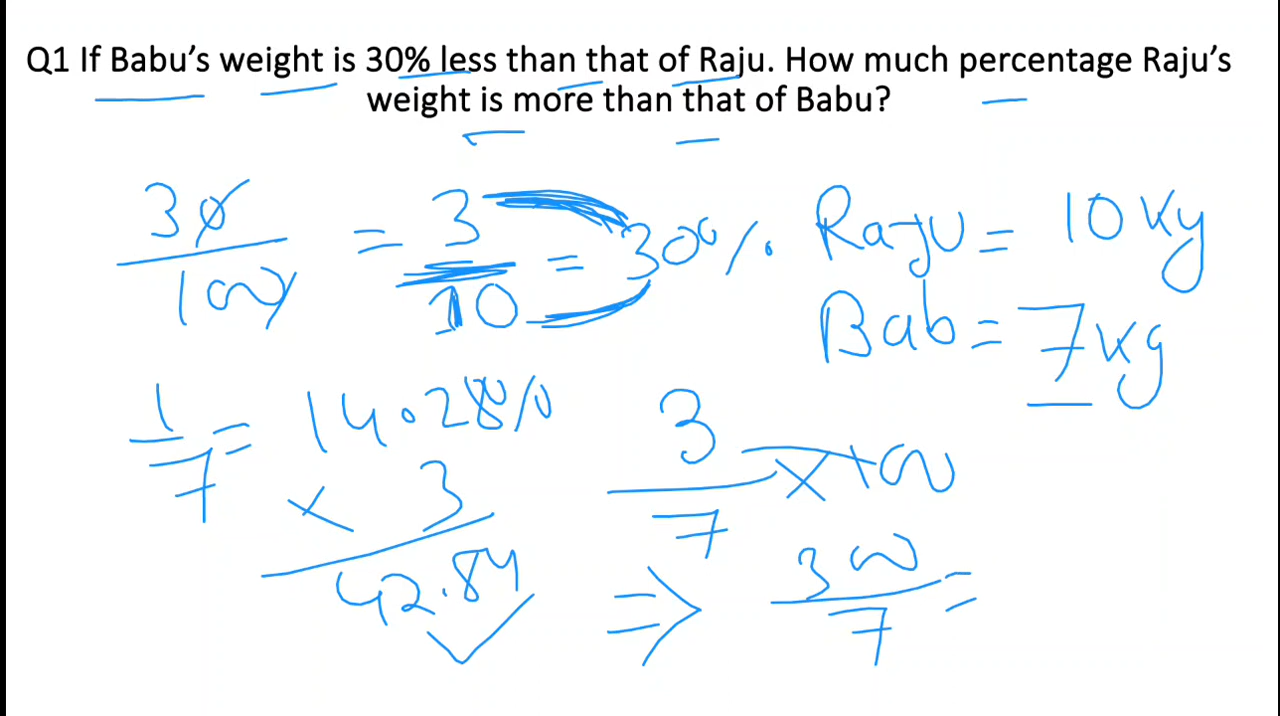 Q1 If Babu's weight is 30% less than that of Raju. How much percentage Raju's
weight is more than that of Babu?
30/100 = 3/10 = 30%
Raju = 10 kg
Bab = 7 kg
1/7 = 14.28%
× 3
42.84
3/7 × 100
⇒ 300/7 =